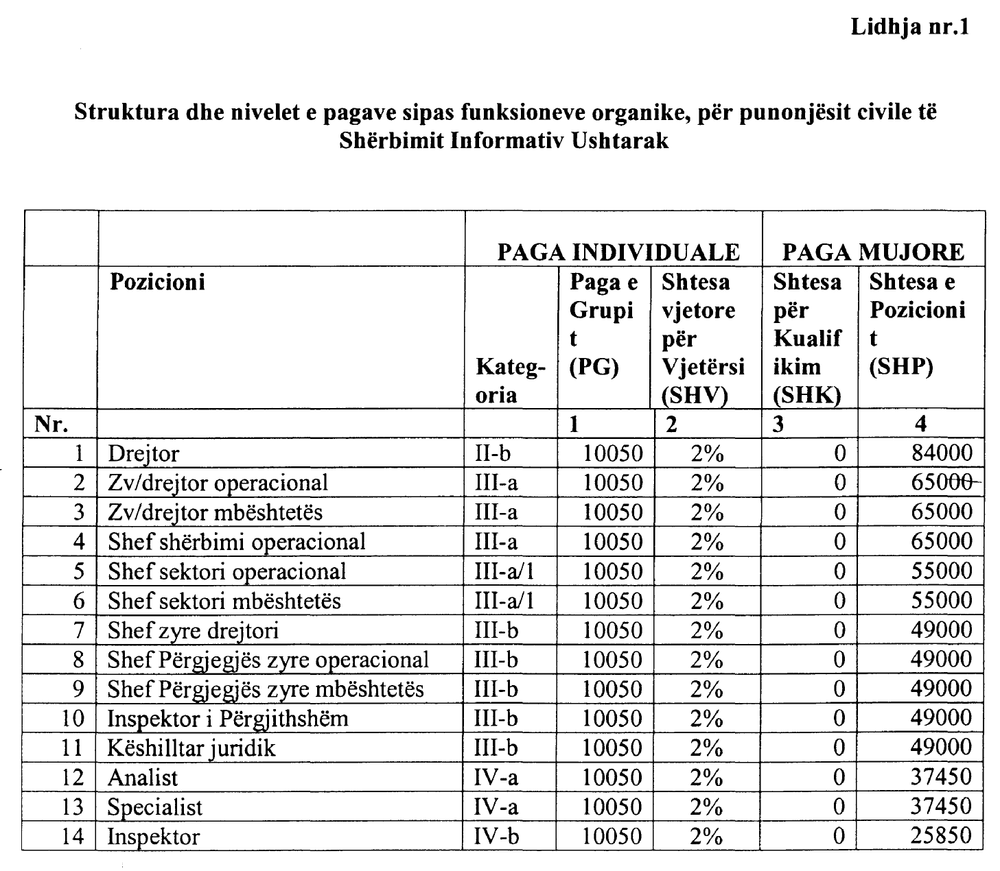 Lidhja nr.1
Struktura dhe nivelet e pagave sipas funksioneve organike, për punonjësit civile të
Shërbimit Informativ Ushtarak
PAGA INDIVIDUALE PAGA MUJORE
Pozicioni Kateg-
oria Paga e
Grupi
t
(PG) Shtesa
vjetore
për
Vjetërsi
(SHV) Shtesa
për
Kualif
ikim
(SHK) Shtesa e
Pozicioni
t
(SHP)
Nr. 1 2 3 4
1 Drejtor II-b 10050 2% 0 84000
2 Zv/drejtor operacional III-a 10050 2% 0 65000
3 Zv/drejtor mbështetës III-a 10050 2% 0 65000
4 Shef shërbimi operacional III-a 10050 2% 0 65000
5 Shef sektori operacional III-a/1 10050 2% 0 55000
6 Shef sektori mbështetës III-a/1 10050 2% 0 55000
7 Shef zyre drejtori III-b 10050 2% 0 49000
8 Shef Përgjegjës zyre operacional III-b 10050 2% 0 49000
9 Shef Përgjegjës zyre mbështetës III-b 10050 2% 0 49000
10 Inspektor i Përgjithshëm III-b 10050 2% 0 49000
11 Këshilltar juridik III-b 10050 2% 0 49000
12 Analist IV-a 10050 2% 0 37450
13 Specialist IV-a 10050 2% 0 37450
14 Inspektor IV-b 10050 2% 0 25850